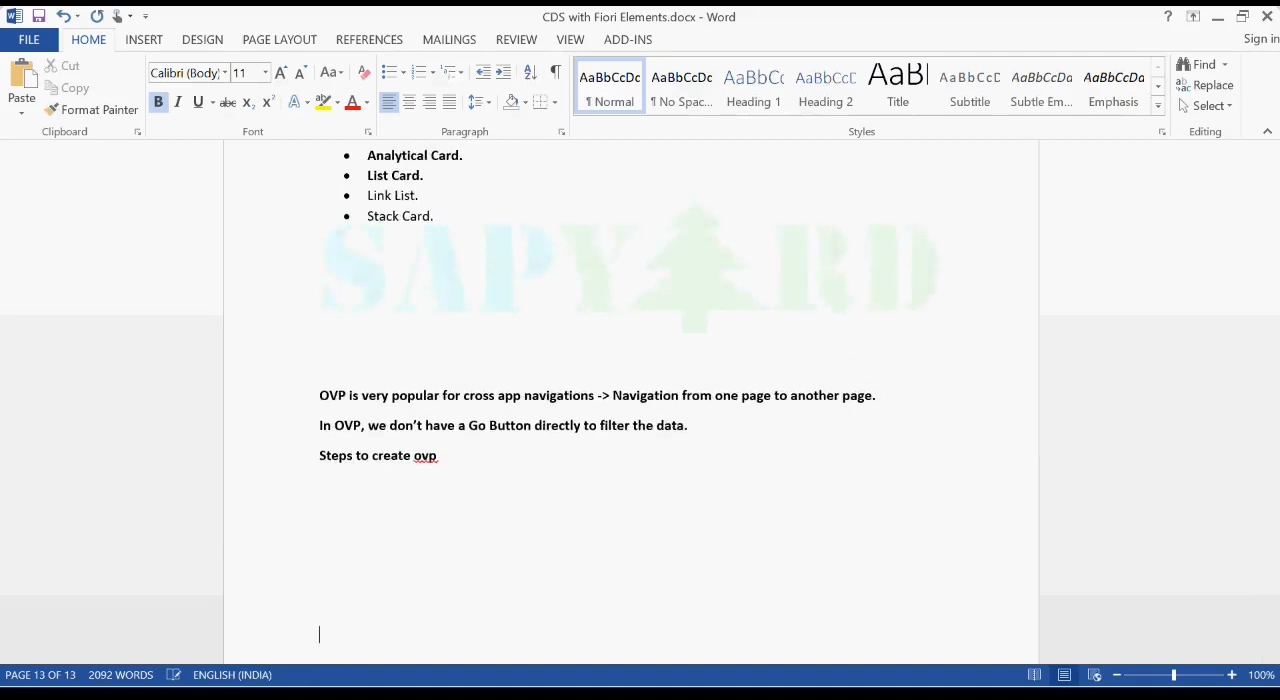 CDS with Fiori Elements.docx - Word
? 
Sign in
FILE HOME INSERT DESIGN PAGE LAYOUT REFERENCES MAILINGS REVIEW VIEW ADD-INS
Paste
Cut
Copy
Format Painter
Clipboard
Calibri (Body) 11
Font
Paragraph
AaBbCcDc AaBbCcDc AaBbCc AaBbCcD AaBl AaBbCcD AaBbCcDa AaBbCcDa
¶ Normal ¶ No Spac... Heading 1 Heading 2 Title Subtitle Subtle Em... Emphasis
Styles
Find
Replace
Select
Editing
• Analytical Card.
• List Card.
• Link List.
• Stack Card.
SAPYARD
OVP is very popular for cross app navigations -> Navigation from one page to another page.
In OVP, we don’t have a Go Button directly to filter the data.
Steps to create ovp
PAGE 13 OF 13 2092 WORDS ENGLISH (INDIA) 100%